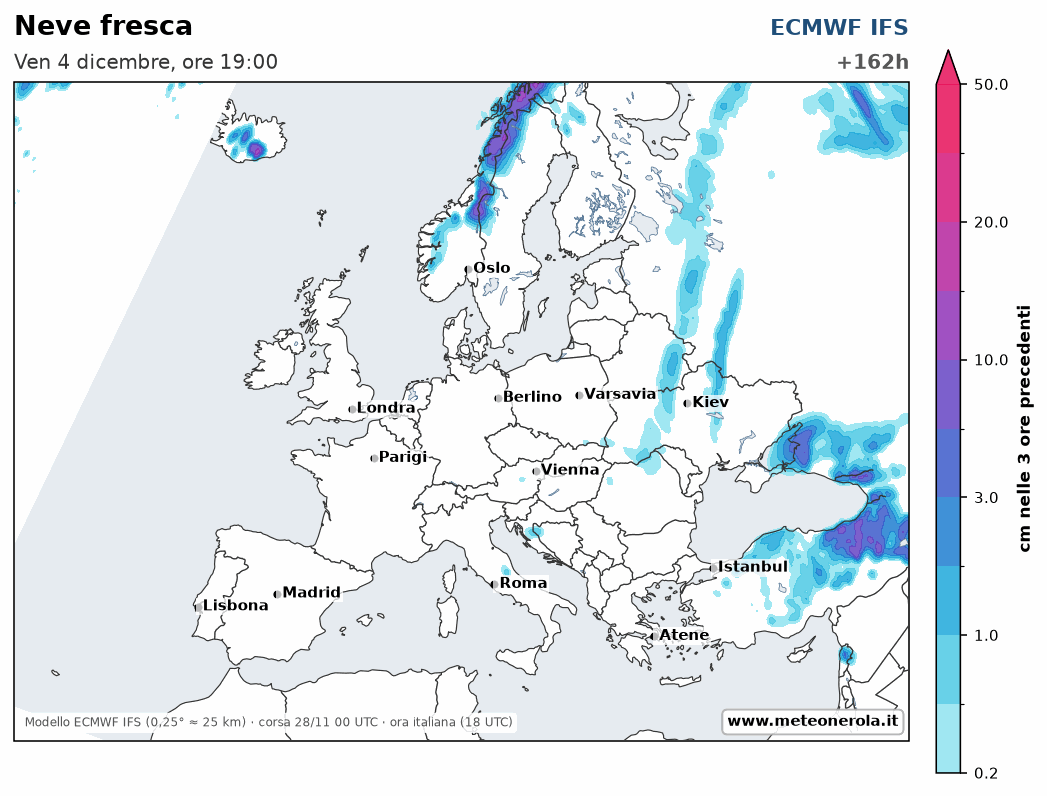 Neve fresca
ECMWF IFS
Ven 4 dicembre, ore 19:00
+162h
50.0
20.0
10.0
3.0
1.0
0.2
cm nelle 3 ore precedenti
Oslo
Londra
Berlino
Varsavia
Kiev
Parigi
Vienna
Istanbul
Roma
Madrid
Lisbona
Atene
Modello ECMWF IFS (0,25° ≈ 25 km) · corsa 28/11 00 UTC · ora italiana (18 UTC)
www.meteonerola.it